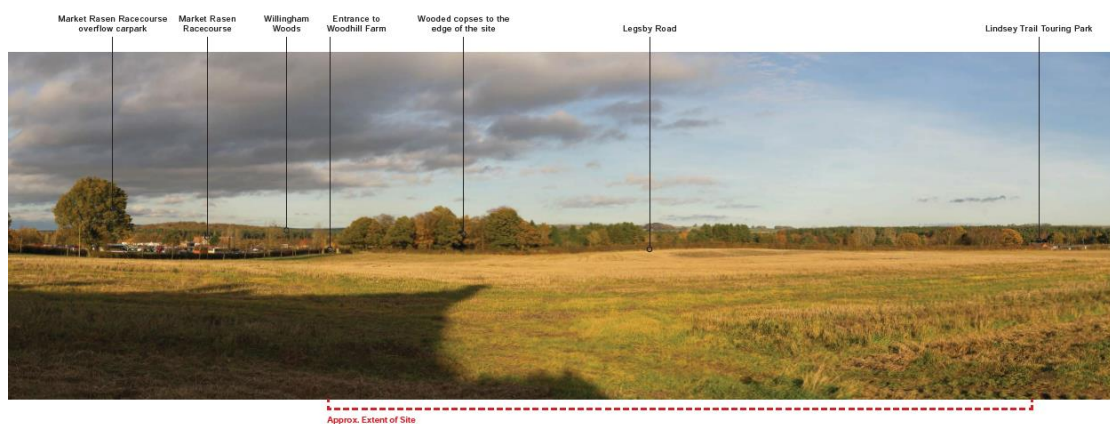 Market Rasen Racecourse
overflow carpark
Market Rasen
Racecourse
Willingham
Woods
Entrance to
Woodhill Farm
Wooded copses to the
edge of the site
Legsby Road
Lindsey Trail Touring Park
Approx. Extent of Site